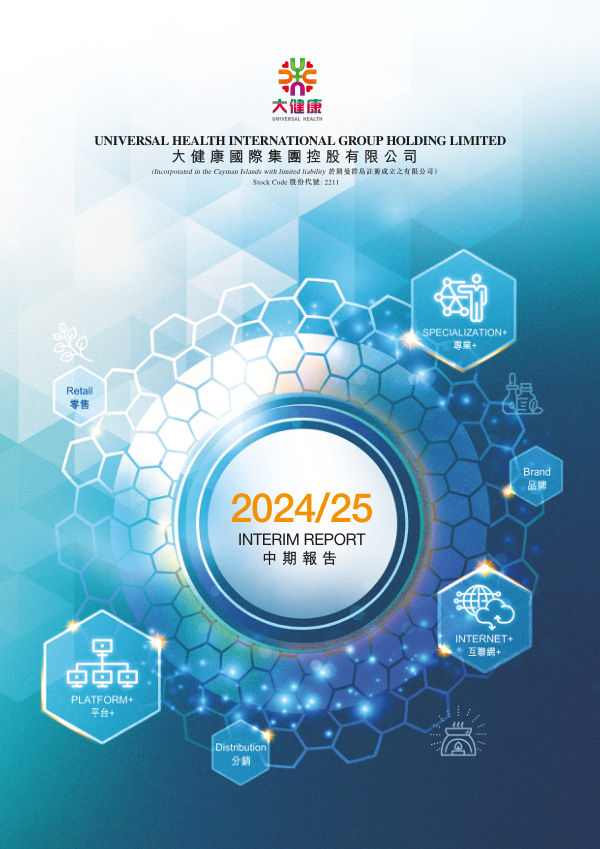 大健康
UNIVERSAL HEALTH
UNIVERSAL HEALTH INTERNATIONAL GROUP HOLDING LIMITED
大健康國際集團控股有限公司
(Incorporated in the Cayman Islands with limited liability 於開曼群島註冊成立之有限公司)
Stock Code 股份代號: 2211
SPECIALIZATION+
專業+
Retail
零售
Brand
品牌
2024/25
INTERIM REPORT
中期報告
INTERNET+
互聯網+
PLATFORM+
平台+
Distribution
分銷